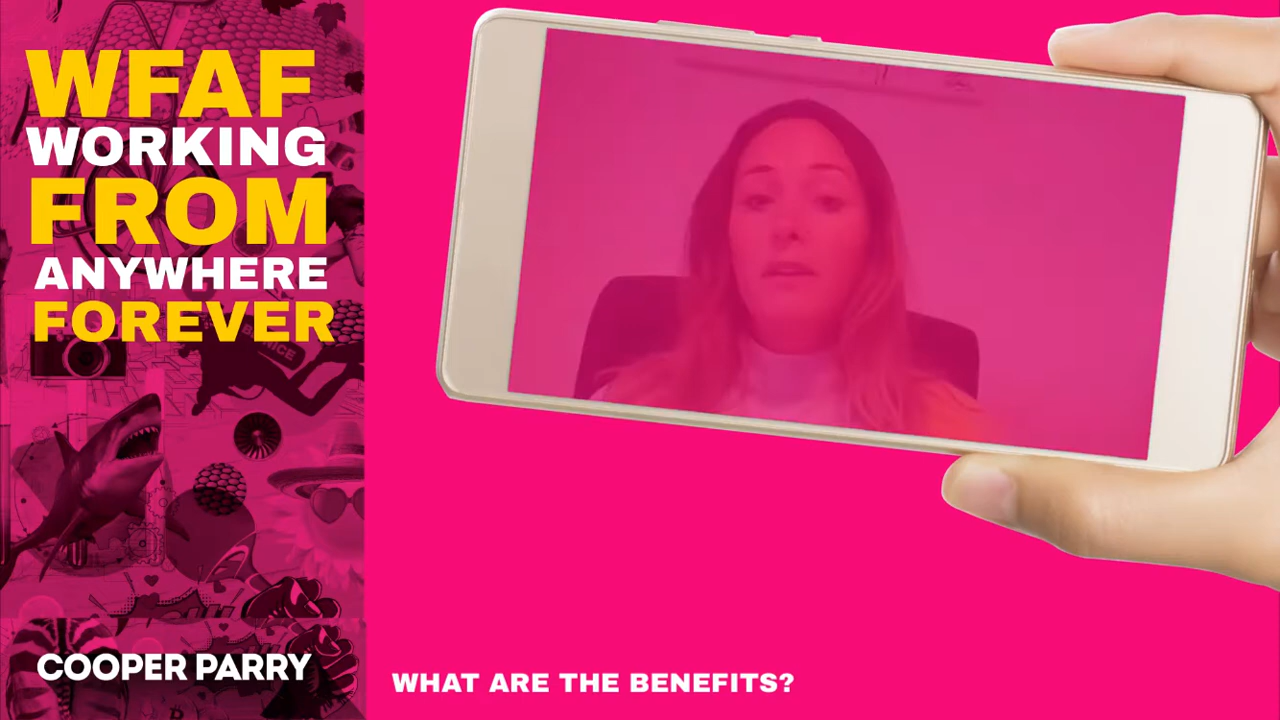 WFAF
WORKING
FROM
ANYWHERE
FOREVER
COOPER PARRY
WHAT ARE THE BENEFITS?